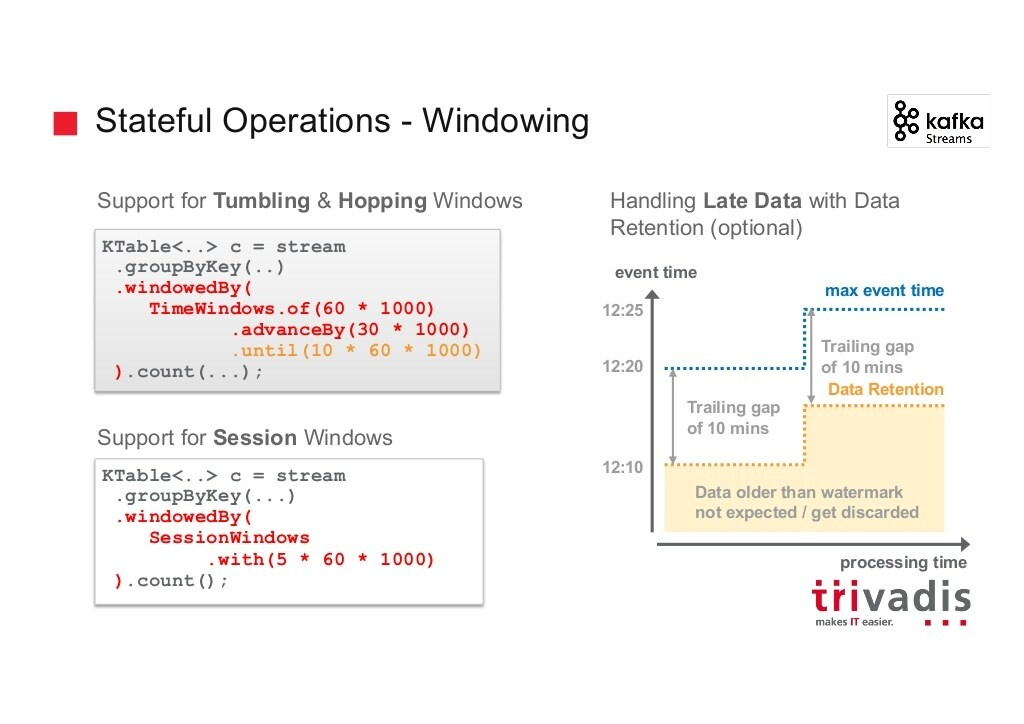 Stateful Operations - Windowing
kafka
Streams
Support for Tumbling & Hopping Windows
KTable<..> c = stream
.groupByKey(..)
.windowedBy(
TimeWindows.of(60 * 1000)
.advanceBy(30 * 1000)
.until(10 * 60 * 1000)
).count(...);
Support for Session Windows
KTable<..> c = stream
.groupByKey(...)
.windowedBy(
SessionWindows
.with(5 * 60 * 1000)
).count();
Handling Late Data with Data
Retention (optional)
event time
max event time
12:25
Trailing gap
of 10 mins
12:20
Data Retention
Trailing gap
of 10 mins
12:10
Data older than watermark
not expected / get discarded
processing time
trivadis
makes IT easier.